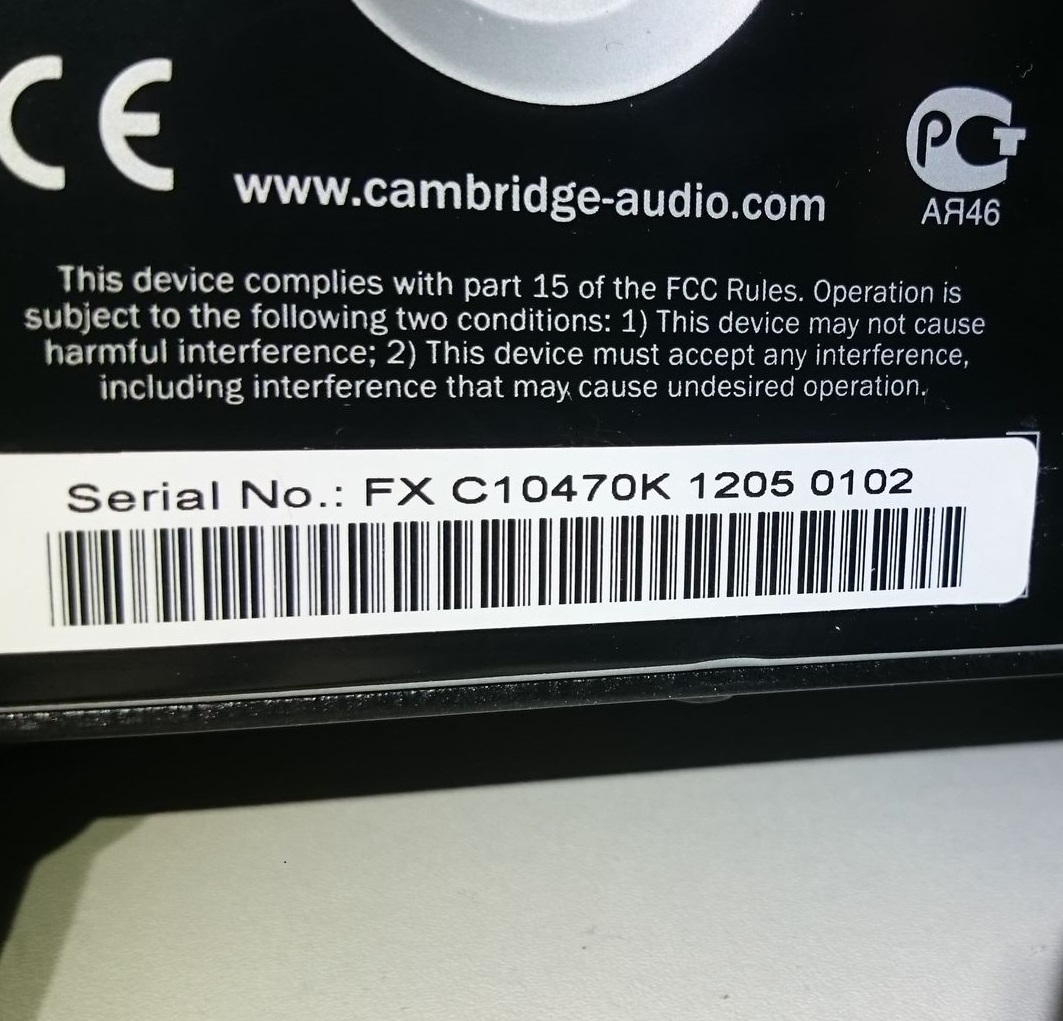 CE
www.cambridge-audio.com
РСТ
АЯ46
This device complies with part 15 of the FCC Rules. Operation is
subject to the following two conditions: 1) This device may not cause
harmful interference; 2) This device must accept any interference,
including interference that may cause undesired operation.
Serial No.: FX C10470K 1205 0102